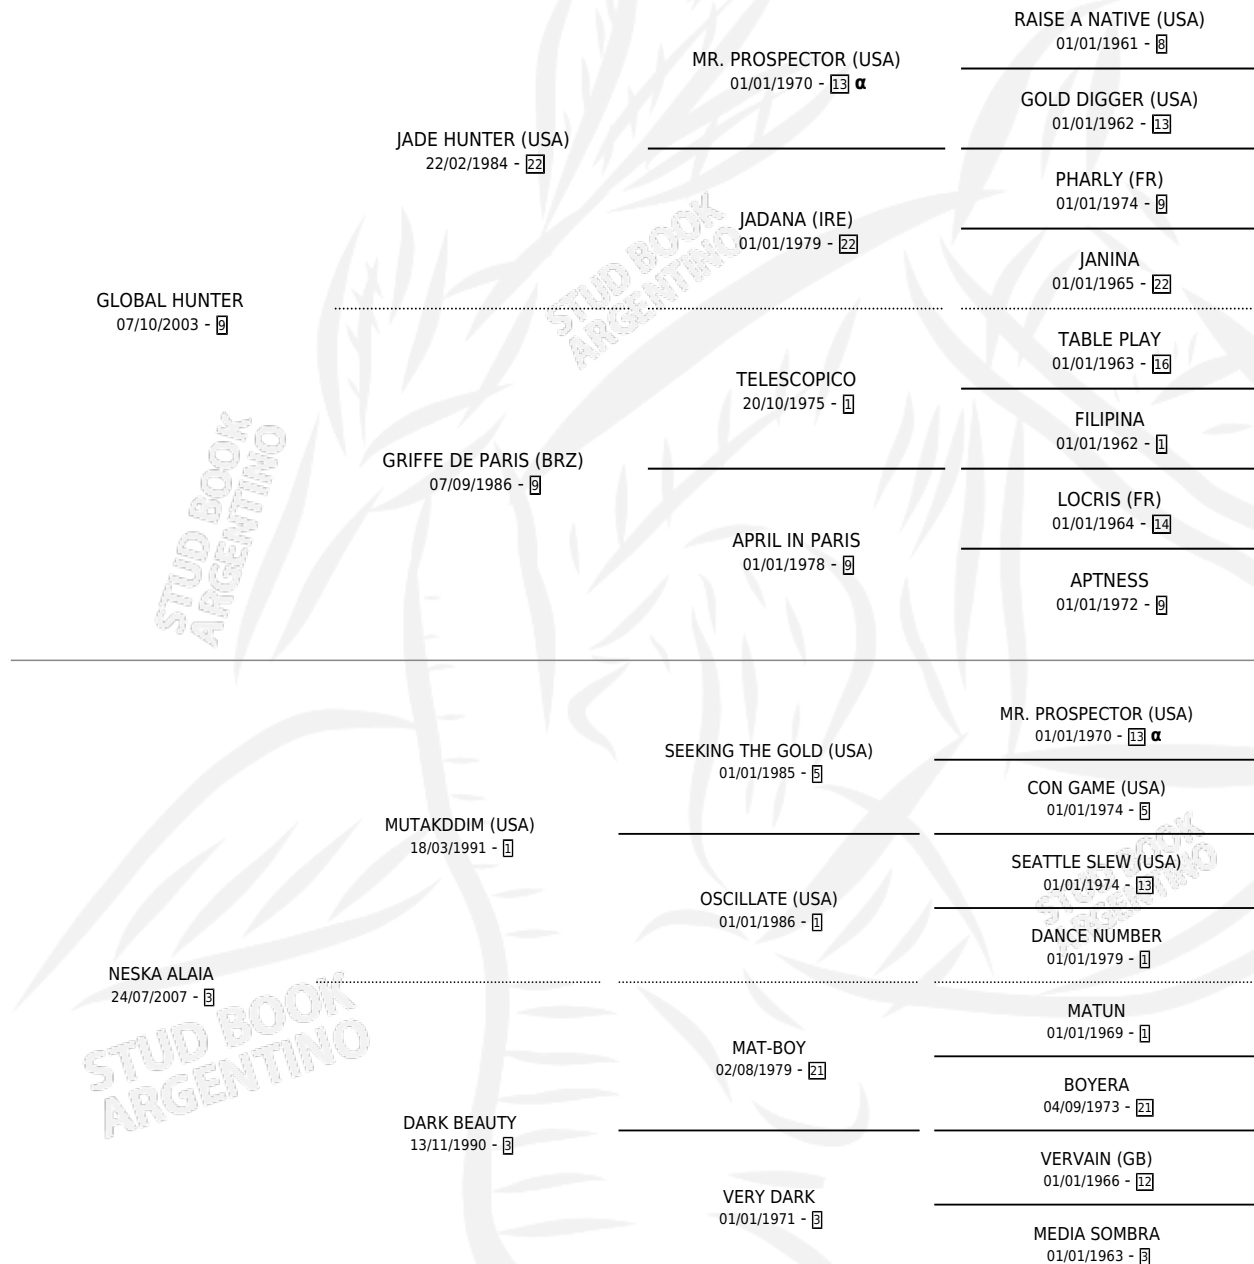 RAISE A NATIVE (USA)
01/01/1961 - 8
MR. PROSPECTOR (USA)
01/01/1970 - 13 α
GOLD DIGGER (USA)
01/01/1962 - 13
JADE HUNTER (USA)
22/02/1984 - 22
PHARLY (FR)
01/01/1974 - 9
JADANA (IRE)
01/01/1979 - 22
JANINA
01/01/1965 - 22
GLOBAL HUNTER
07/10/2003 - 9
TABLE PLAY
01/01/1963 - 16
TELESCOPICO
20/10/1975 - 1
FILIPINA
01/01/1962 - 1
GRIFFE DE PARIS (BRZ)
07/09/1986 - 9
LOCRIS (FR)
01/01/1964 - 14
APRIL IN PARIS
01/01/1978 - 9
APTNESS
01/01/1972 - 9
MR. PROSPECTOR (USA)
01/01/1970 - 13 α
SEEKING THE GOLD (USA)
01/01/1985 - 5
CON GAME (USA)
01/01/1974 - 5
MUTAKDDIM (USA)
18/03/1991 - 1
SEATTLE SLEW (USA)
01/01/1974 - 13
OSCILLATE (USA)
01/01/1986 - 1
DANCE NUMBER
01/01/1979 - 1
NESKA ALAIA
24/07/2007 - 3
MATUN
01/01/1969 - 1
MAT-BOY
02/08/1979 - 21
BOYERA
04/09/1973 - 21
DARK BEAUTY
13/11/1990 - 3
VERVAIN (GB)
01/01/1966 - 12
VERY DARK
01/01/1971 - 3
MEDIA SOMBRA
01/01/1963 - 3
STUD BOOK
ARGENTINO
STUD BOOK
ARGENTINO
STUD BOOK
ARGENTINO
STUD BOOK
ARGENTINO